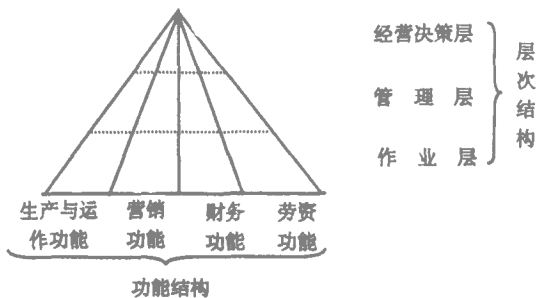 经营决策层
管理层
作业层
层次结构
生产与运作功能
营销功能
财务功能
劳资功能
功能结构